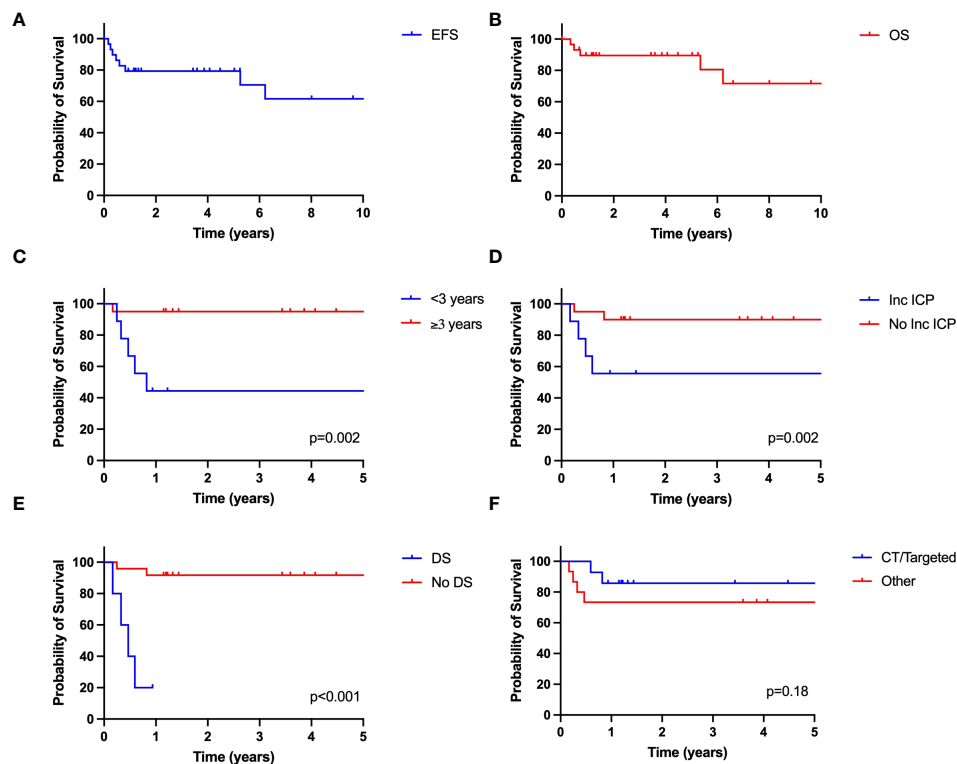 A
Probability of Survival
100
80
60
40
20
0
0 2 4 6 8 10
Time (years)
EFS
B
Probability of Survival
100
80
60
40
20
0
0 2 4 6 8 10
Time (years)
OS
C
Probability of Survival
100
80
60
40
20
0
0 1 2 3 4 5
Time (years)
<3 years
≥3 years
p=0.002
D
Probability of Survival
100
80
60
40
20
0
0 1 2 3 4 5
Time (years)
Inc ICP
No Inc ICP
p=0.002
E
Probability of Survival
100
80
60
40
20
0
0 1 2 3 4 5
Time (years)
DS
No DS
p<0.001
F
Probability of Survival
100
80
60
40
20
0
0 1 2 3 4 5
Time (years)
CT/Targeted
Other
p=0.18